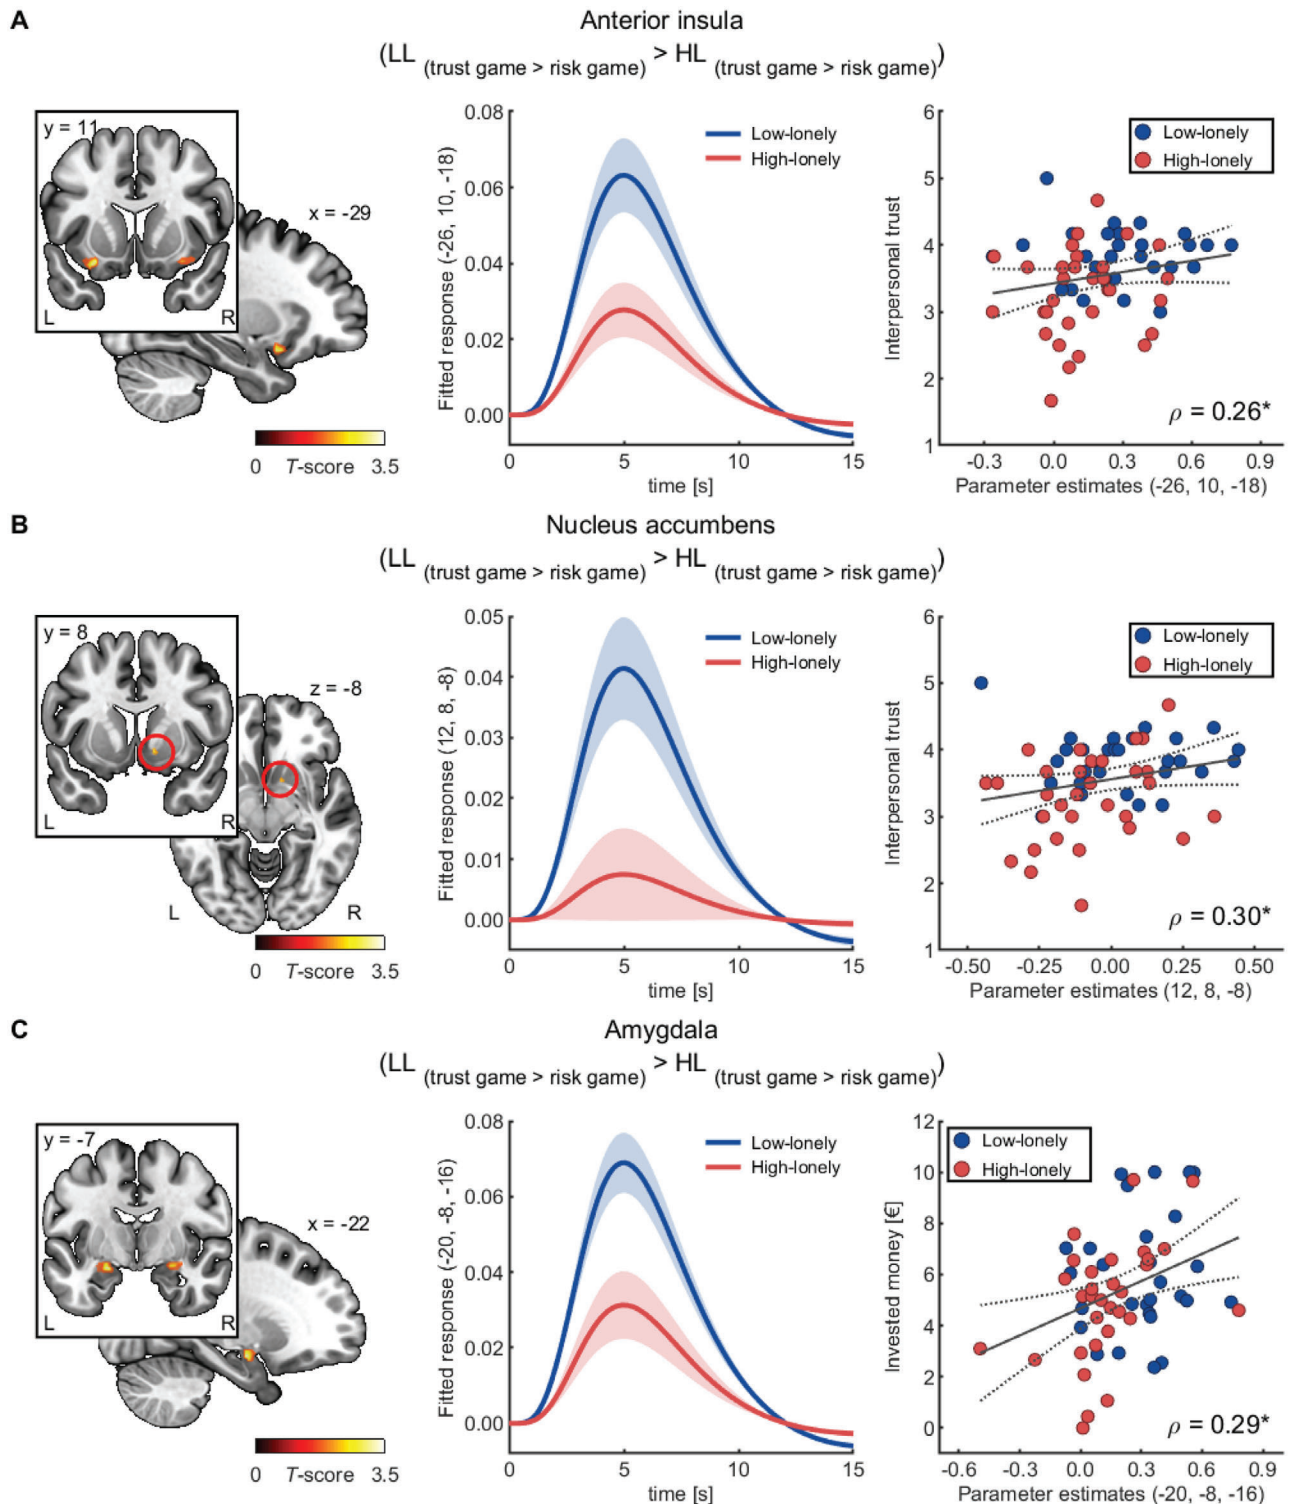 A
Anterior insula
(LL (trust game > risk game) > HL (trust game > risk game))
y = 11
x = -29
L
R
0 T-score 3.5
Fitted response (-26, 10, -18)
0.08
0.06
0.04
0.02
0.00
Low-lonely
High-lonely
0 5 10 15
time [s]
Interpersonal trust
6
5
4
3
2
1
Low-lonely
High-lonely
ρ = 0.26*
-0.3 0.0 0.3 0.6 0.9
Parameter estimates (-26, 10, -18)
B
Nucleus accumbens
(LL (trust game > risk game) > HL (trust game > risk game))
y = 8
z = -8
L
R
L
R
0 T-score 3.5
Fitted response (12, 8, -8)
0.05
0.04
0.03
0.02
0.01
0.00
Low-lonely
High-lonely
0 5 10 15
time [s]
Interpersonal trust
6
5
4
3
2
1
Low-lonely
High-lonely
ρ = 0.30*
-0.50 -0.25 0.00 0.25 0.50
Parameter estimates (12, 8, -8)
C
Amygdala
(LL (trust game > risk game) > HL (trust game > risk game))
y = -7
x = -22
L
R
0 T-score 3.5
Fitted response (-20, -8, -16)
0.08
0.06
0.04
0.02
0.00
Low-lonely
High-lonely
0 5 10 15
time [s]
Invested money [€]
12
10
8
6
4
2
0
Low-lonely
High-lonely
ρ = 0.29*
-0.6 -0.3 0.0 0.3 0.6 0.9
Parameter estimates (-20, -8, -16)